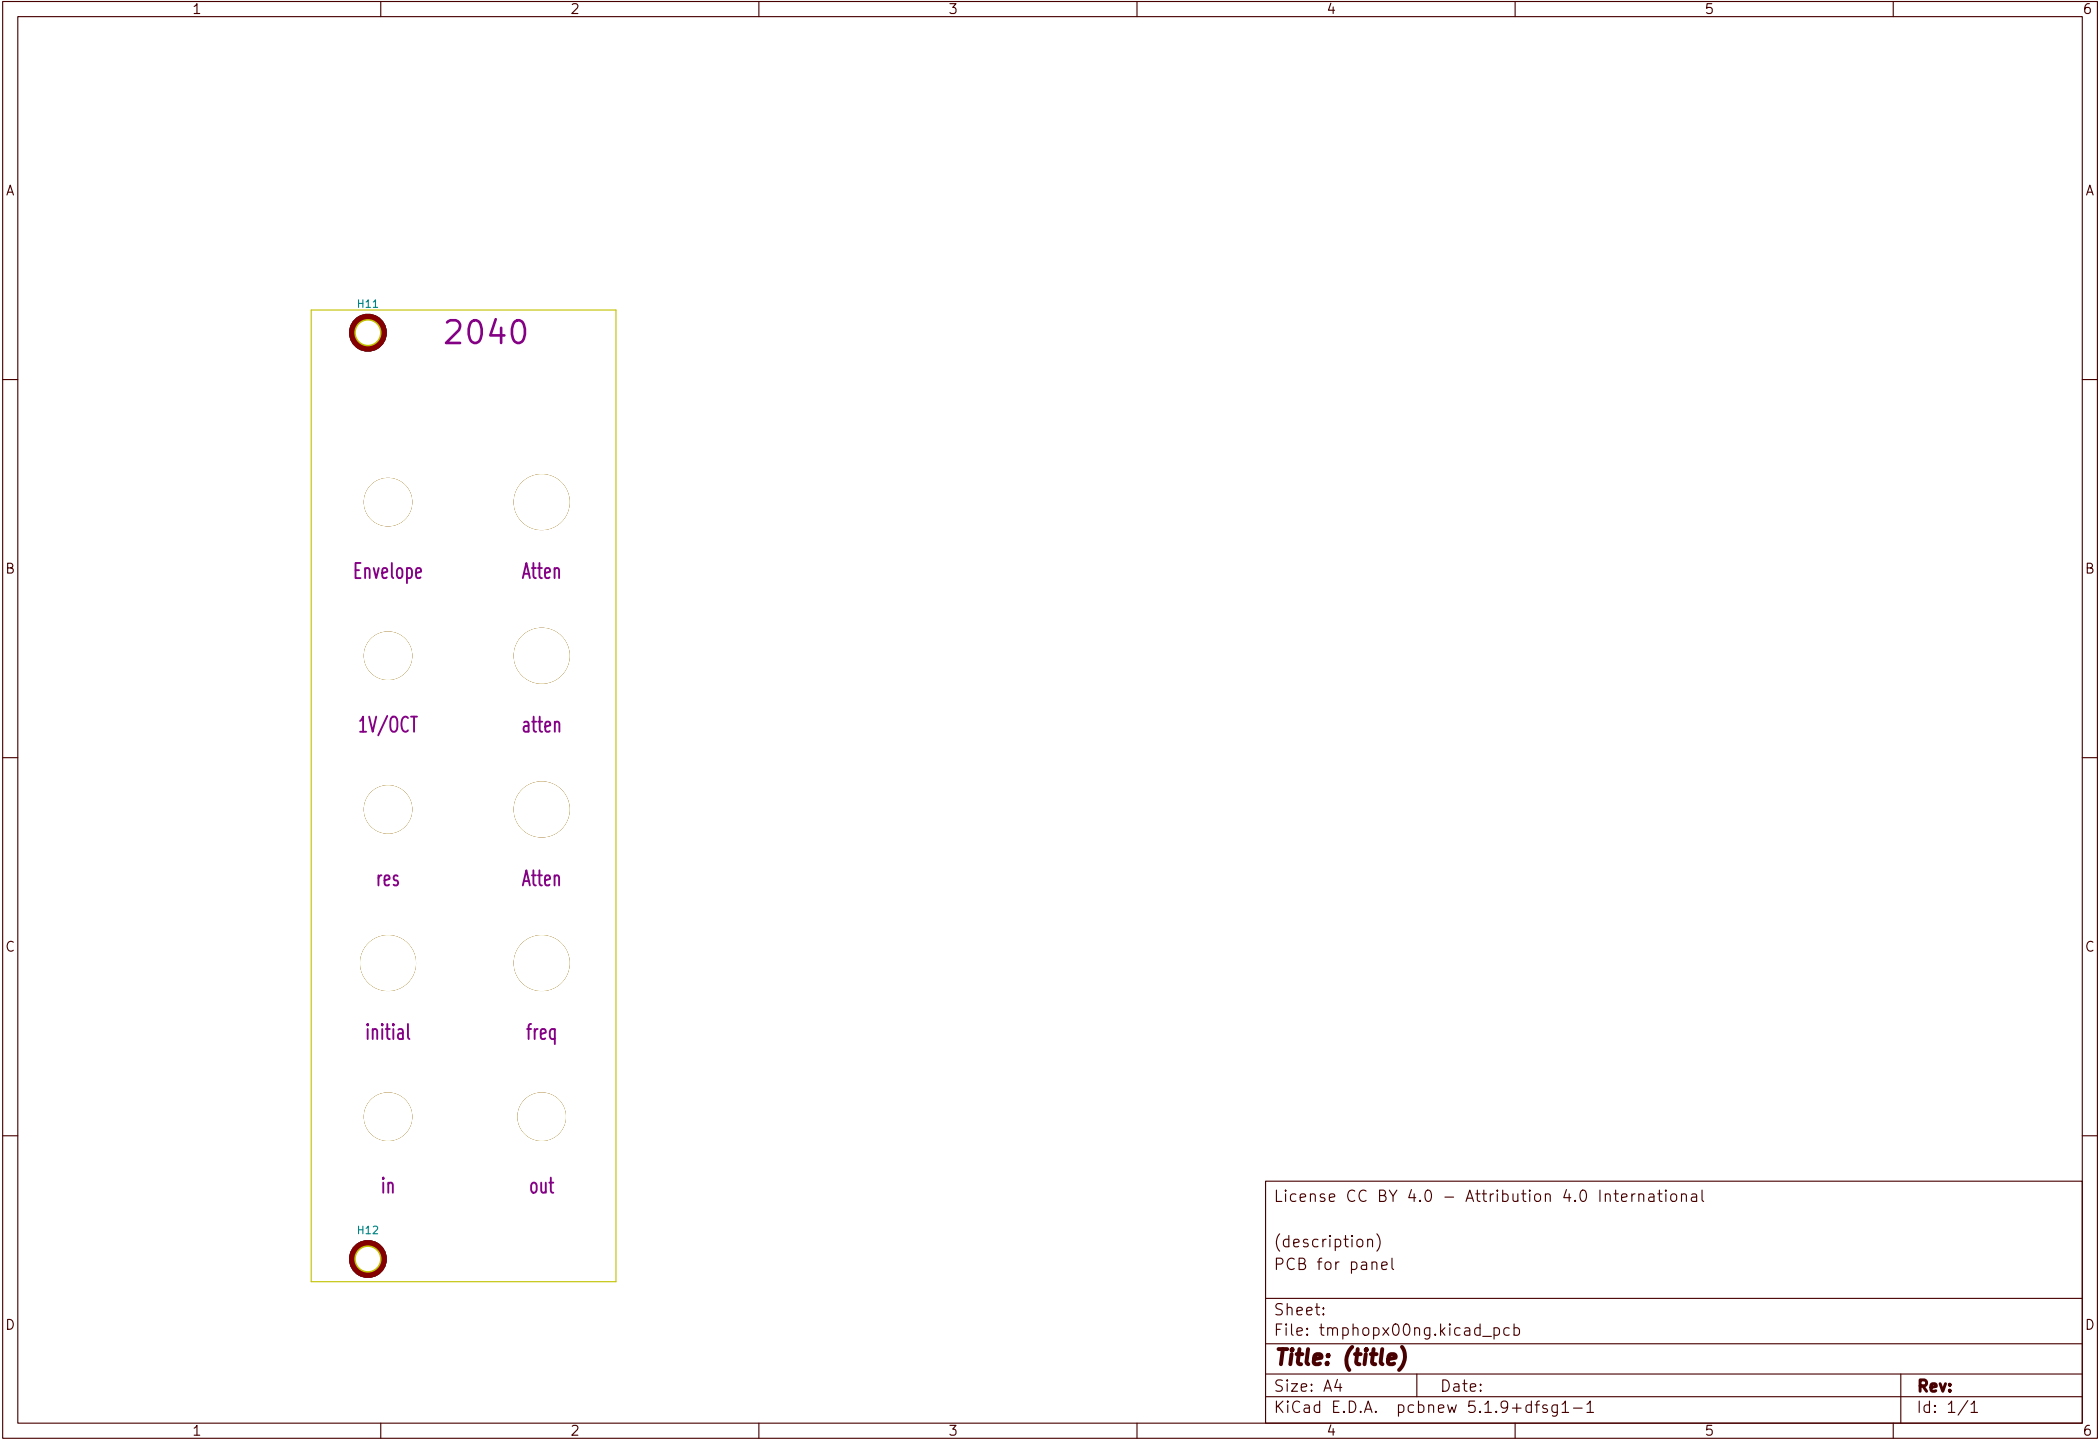 1 2 3 4 5 6
A A
H11
2040
B B
Envelope Atten
1V/OCT atten
res Atten
C C
initial freq
in out
License CC BY 4.0 - Attribution 4.0 International
H12
(description)
PCB for panel
Sheet:
D D
File: tmphopx00ng.kicad_pcb
Title: (title)
Size: A4 Date: Rev:
KiCad E.D.A. pcbnew 5.1.9+dfsg1-1 Id: 1/1
1 2 3 4 5 6